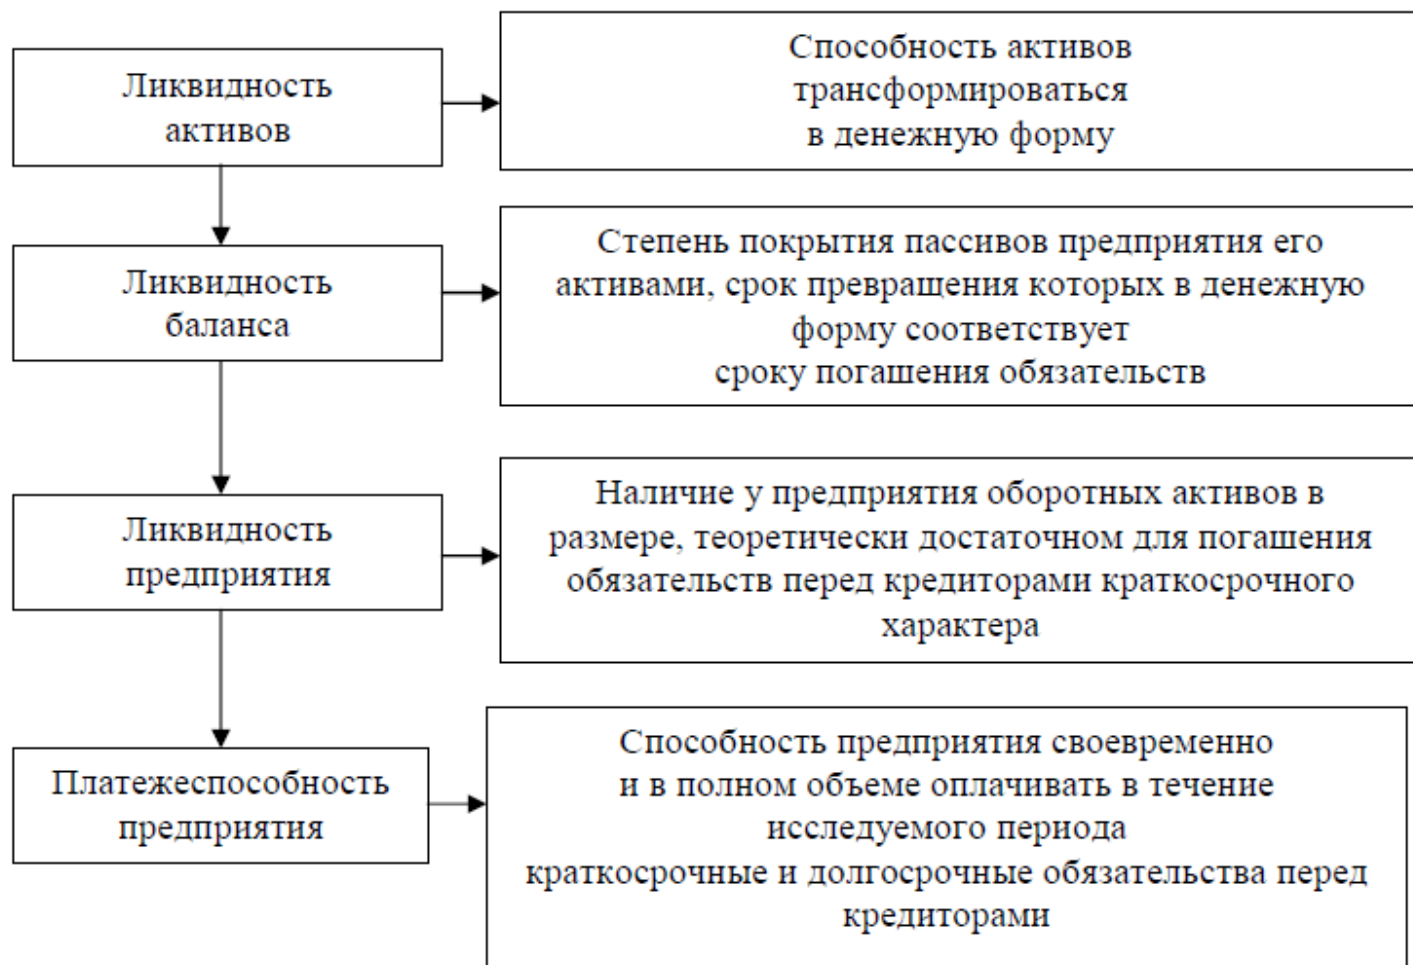 Ликвидность
активов
Способность активов
трансформироваться
в денежную форму
Ликвидность
баланса
Степень покрытия пассивов предприятия его
активами, срок превращения которых в денежную
форму соответствует
сроку погашения обязательств
Ликвидность
предприятия
Наличие у предприятия оборотных активов в
размере, теоретически достаточном для погашения
обязательств перед кредиторами краткосрочного
характера
Платежеспособность
предприятия
Способность предприятия своевременно
и в полном объеме оплачивать в течение
исследуемого периода
краткосрочные и долгосрочные обязательства перед
кредиторами